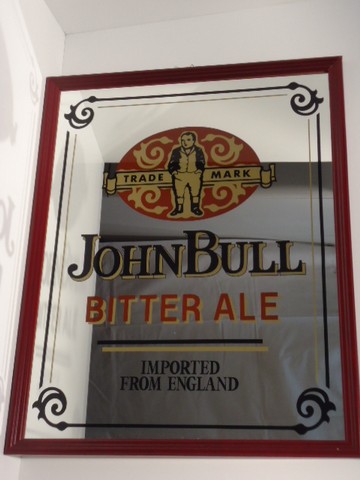 TRADE MARK
JOHN BULL
BITTER ALE
IMPORTED
FROM ENGLAND